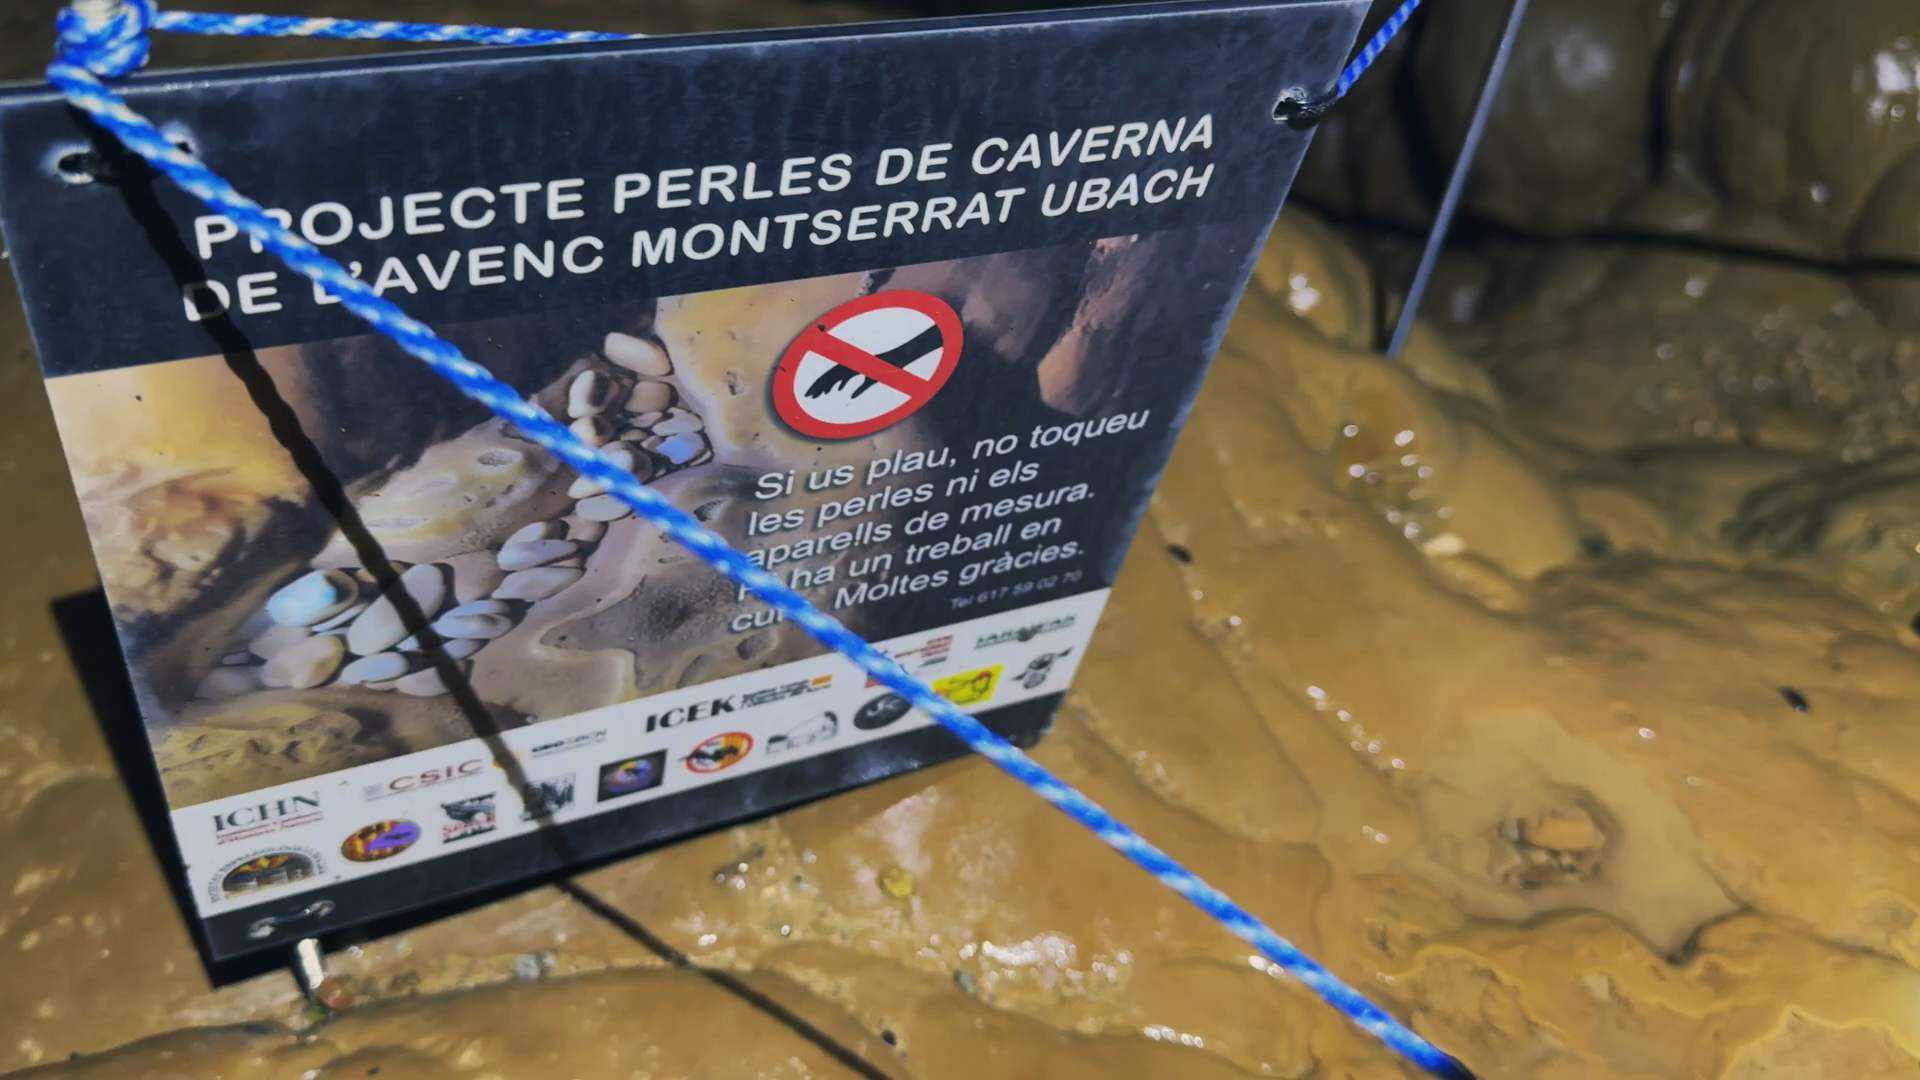 PROJECTE PERLES DE CAVERNA
DE L'AVENC MONTSERRAT UBACH
Si us plau, no toqueu
les perles ni els
aparells de mesura.
ha un treball en
Moltes gràcies.
Tel 617 59 02 70
ICEK
CSIC
ICHN